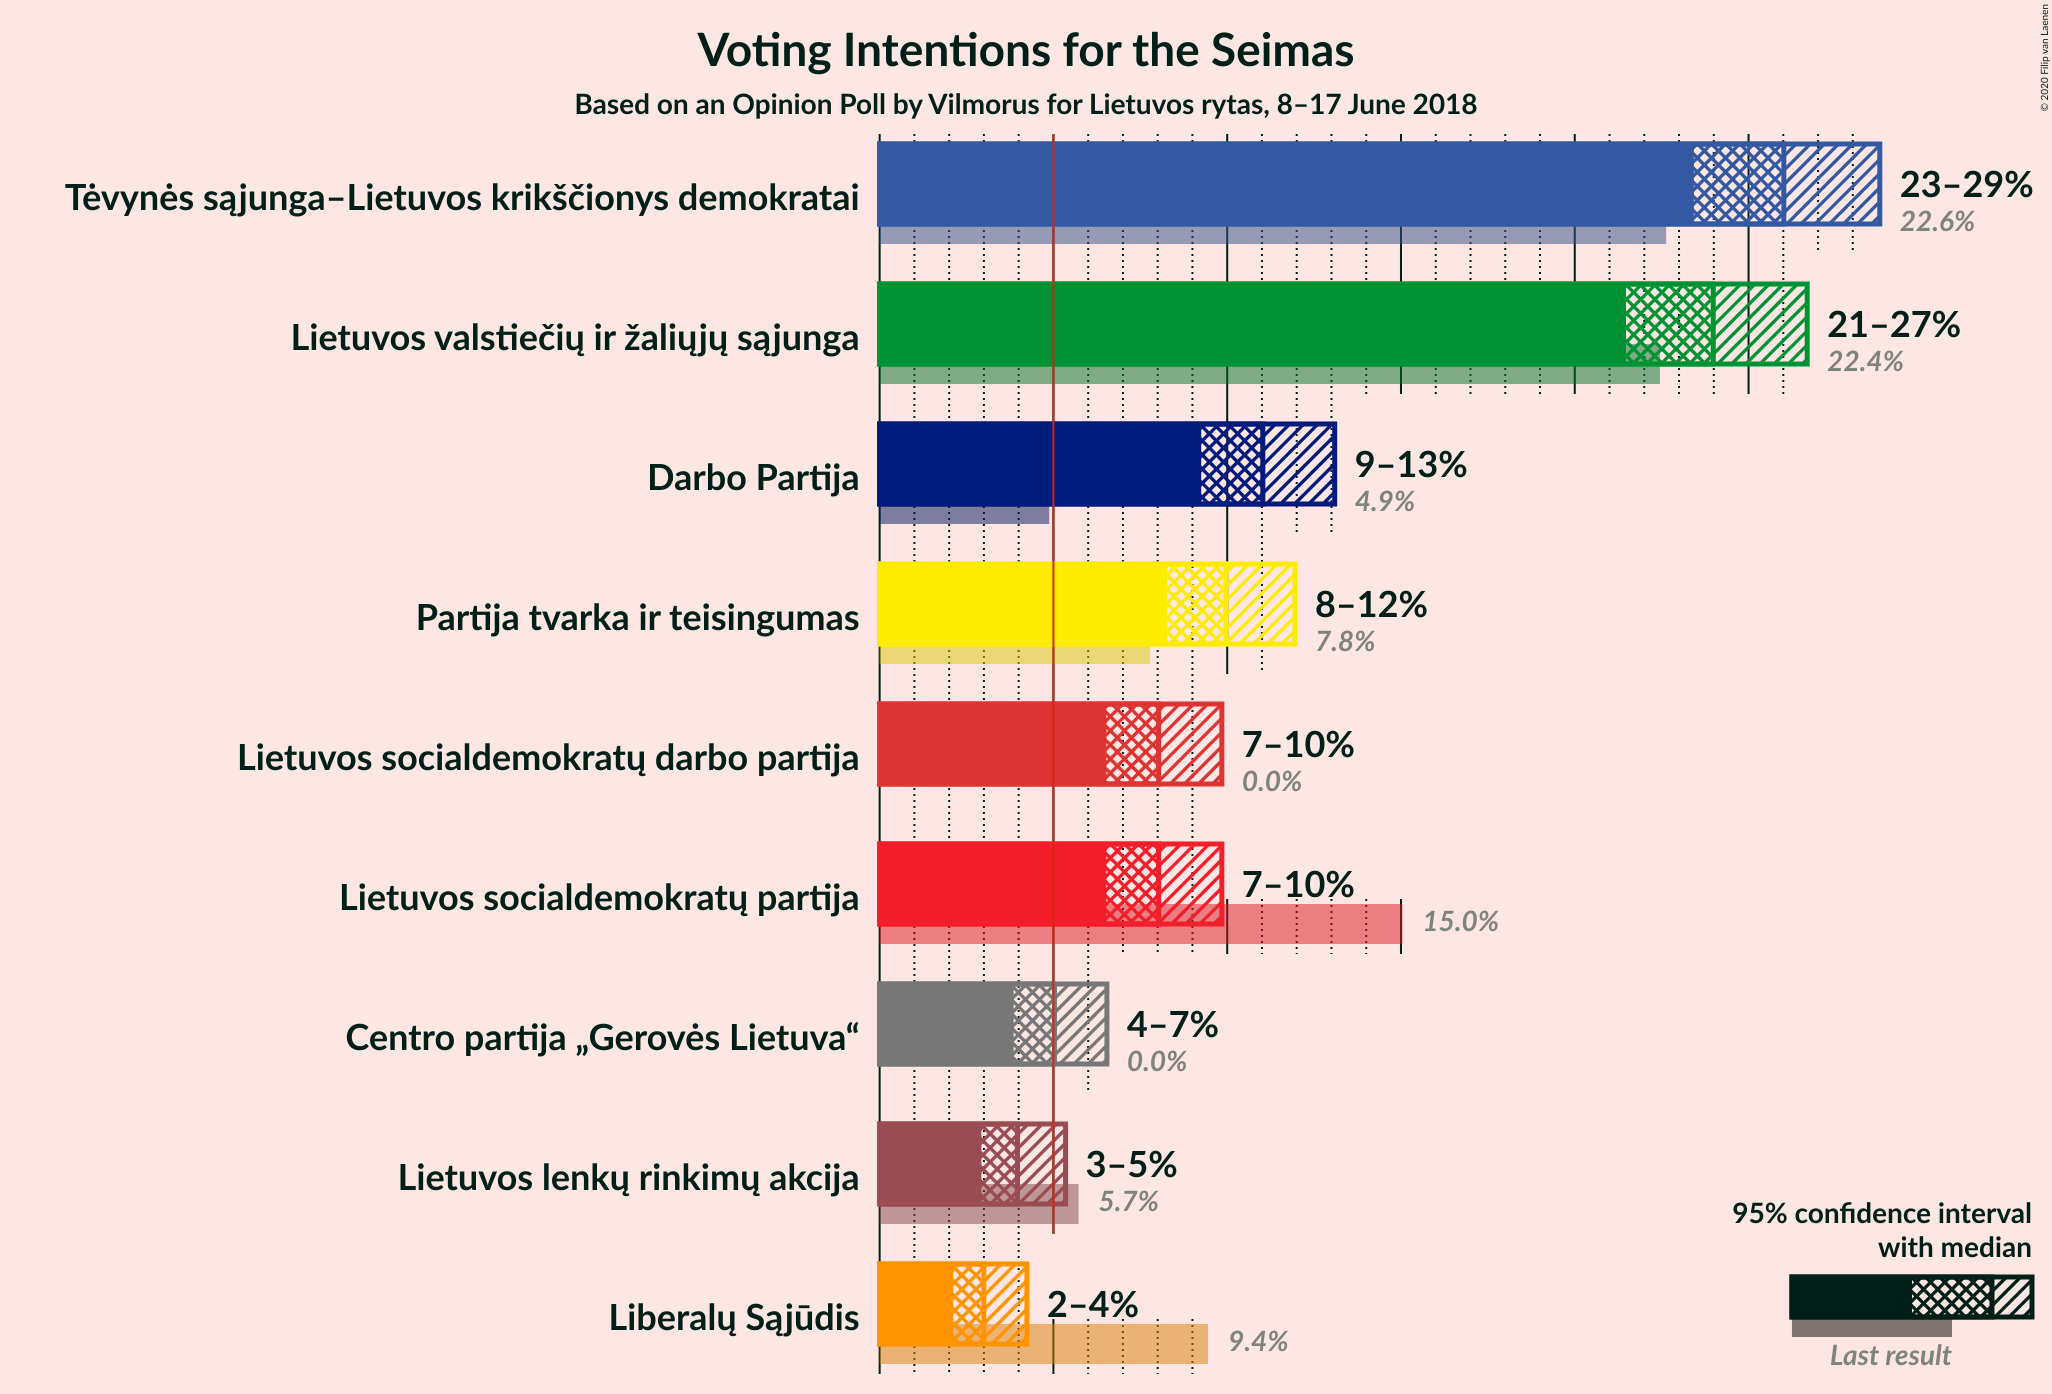 Voting Intentions for the Seimas
Based on an Opinion Poll by Vilmorus for Lietuvos rytas, 8–17 June 2018
© 2020 Filip van Laenen
Tėvynės sąjunga–Lietuvos krikščionys demokratai
23–29%
22.6%
Lietuvos valstiečių ir žaliųjų sąjunga
21–27%
22.4%
Darbo Partija
9–13%
4.9%
Partija tvarka ir teisingumas
8–12%
7.8%
Lietuvos socialdemokratų darbo partija
7–10%
0.0%
Lietuvos socialdemokratų partija
7–10%
15.0%
Centro partija „Gerovės Lietuva“
4–7%
0.0%
Lietuvos lenkų rinkimų akcija
3–5%
5.7%
Liberalų Sąjūdis
2–4%
9.4%
95% confidence interval
with median
Last result